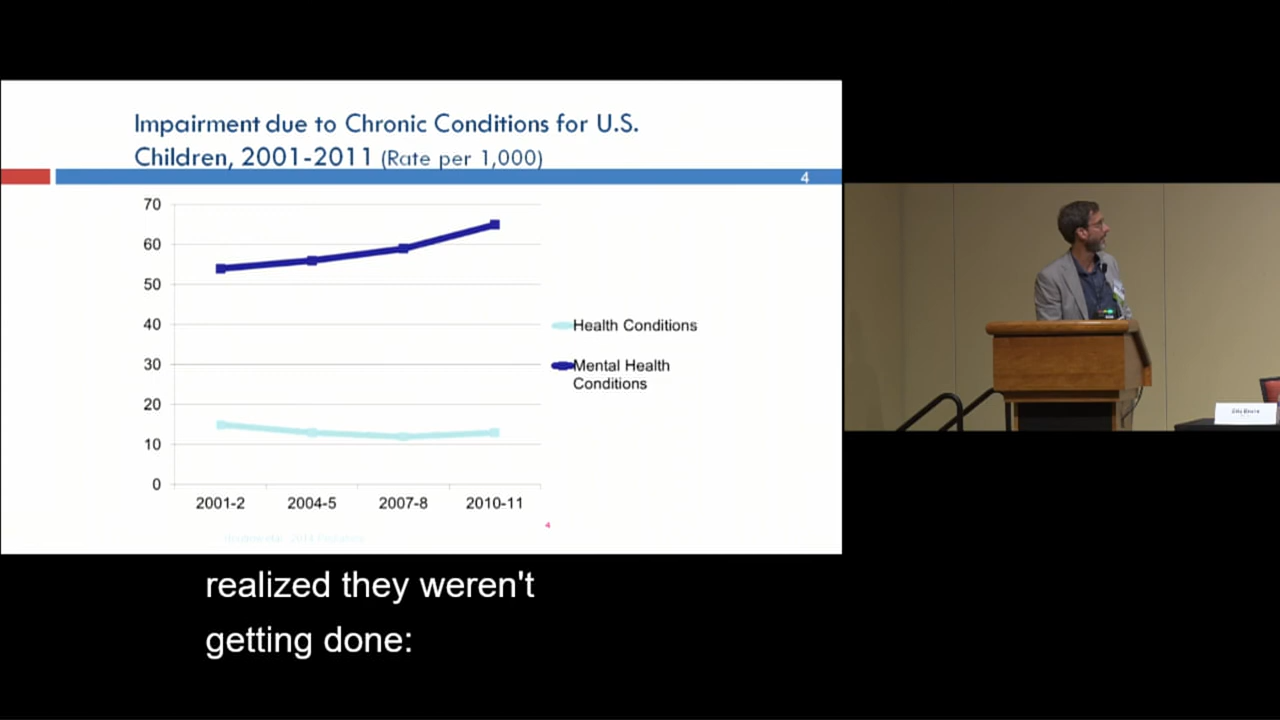 Impairment due to Chronic Conditions for U.S.
Children, 2001-2011 (Rate per 1,000)
4
70
60
50
40
30
20
10
0
2001-2
2004-5
2007-8
2010-11
Health Conditions
Mental Health
Conditions
4
realized they weren't
getting done: